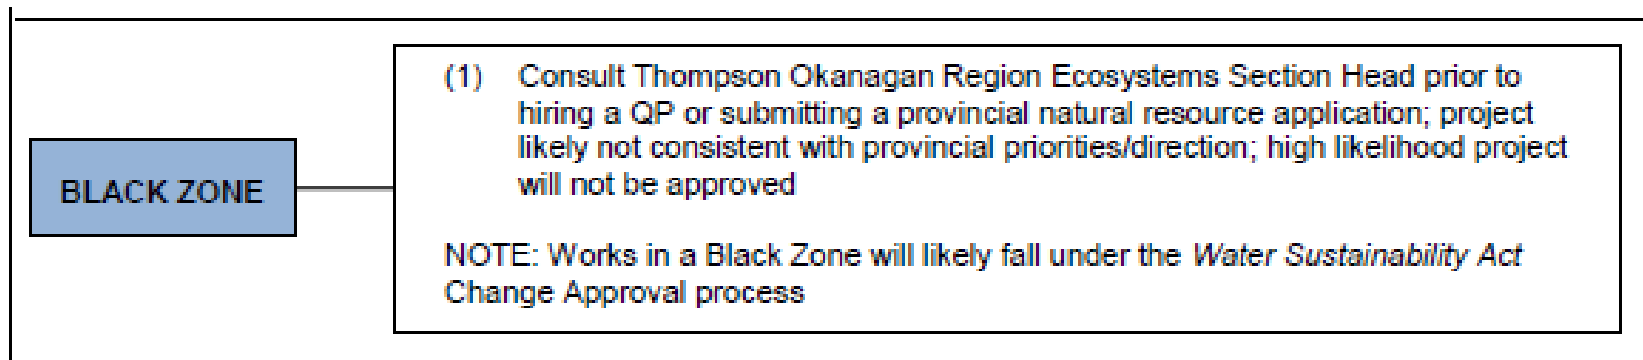 BLACK ZONE
(1) Consult Thompson Okanagan Region Ecosystems Section Head prior to
hiring a QP or submitting a provincial natural resource application; project
likely not consistent with provincial priorities/direction; high likelihood project
will not be approved
NOTE: Works in a Black Zone will likely fall under the Water Sustainability Act
Change Approval process